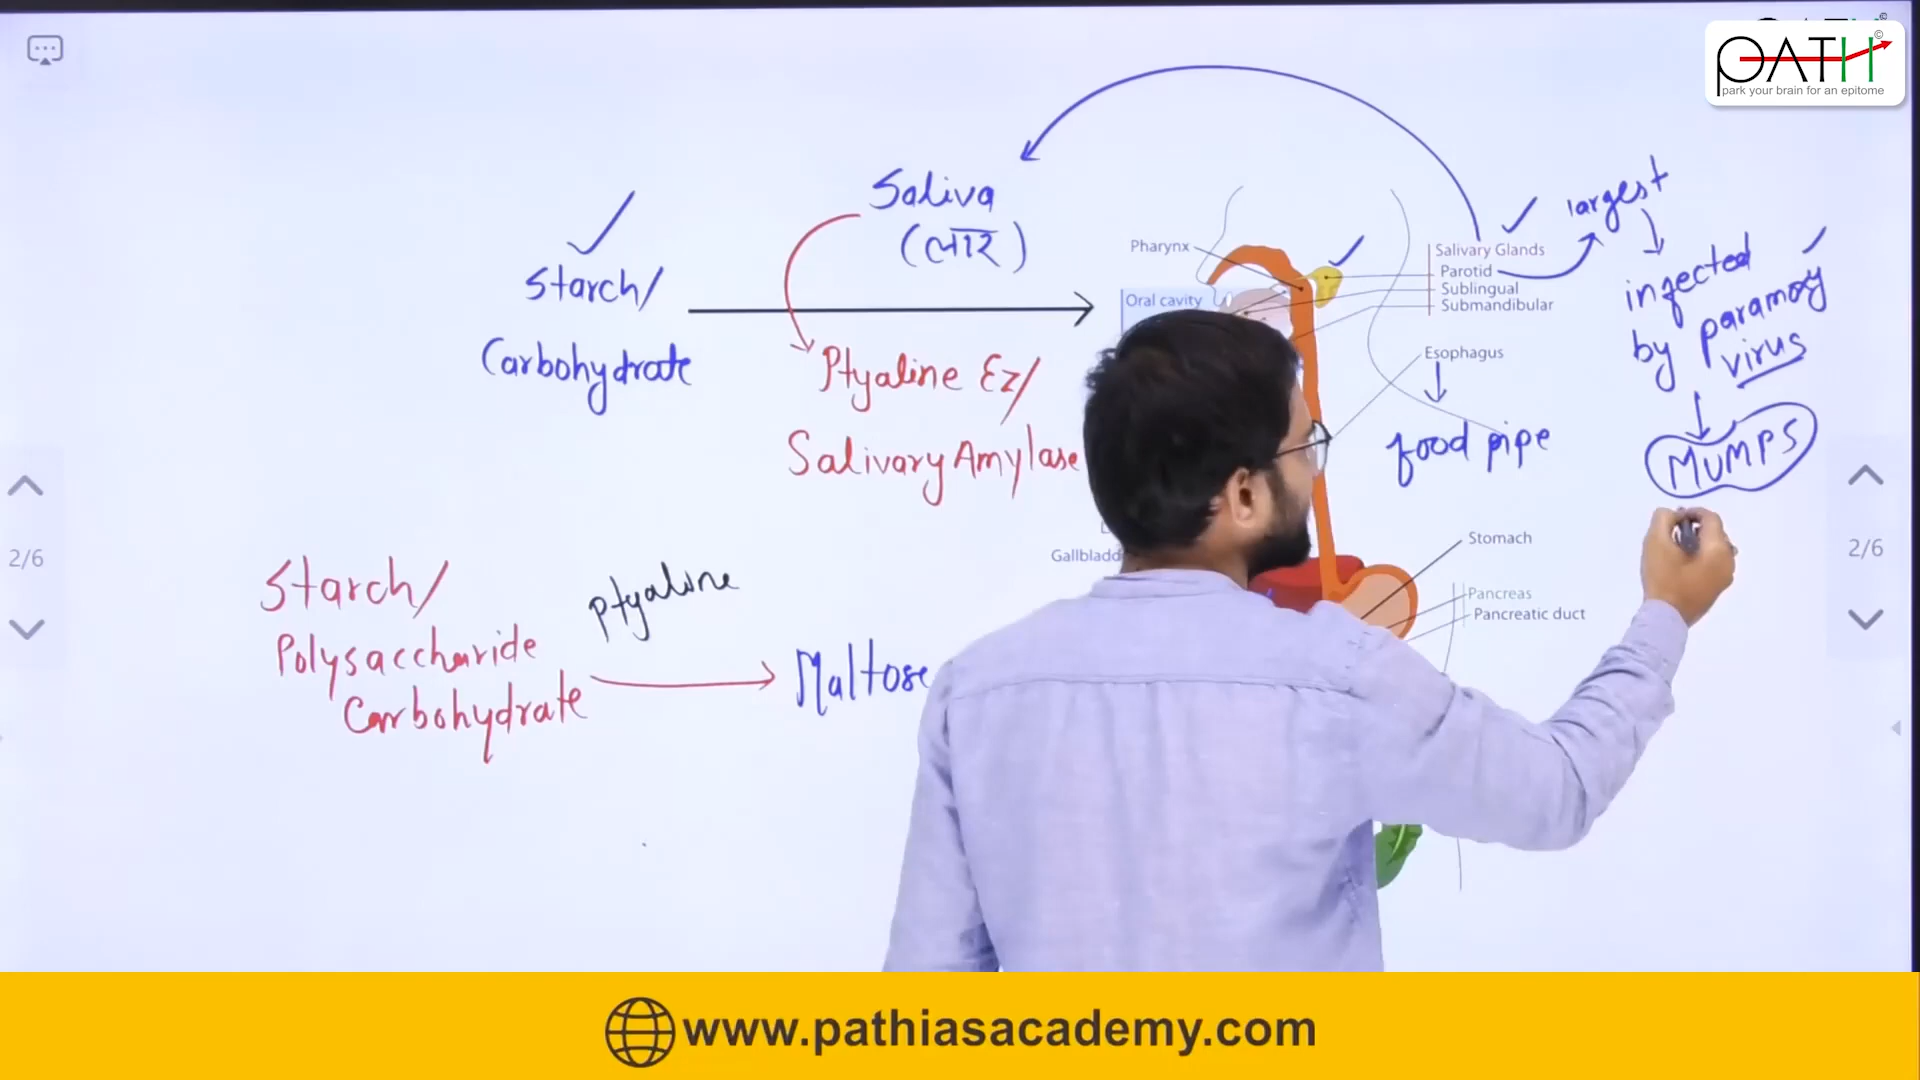 PATH
park your brain for an epitome
Saliva
(लार)
Starch/
Carbohydrate
Ptyaline Ez/
Salivary Amylase
Starch/
Polysaccharide
Carbohydrate
Ptyaline
Maltose
Pharynx
Oral cavity
Salivary Glands
Parotid
Sublingual
Submandibular
Esophagus
food pipe
largest
infected
by paramoxy
virus
MUMPS
Gallbladd
Stomach
Pancreas
Pancreatic duct
2/6
2/6
www.pathiasacademy.com